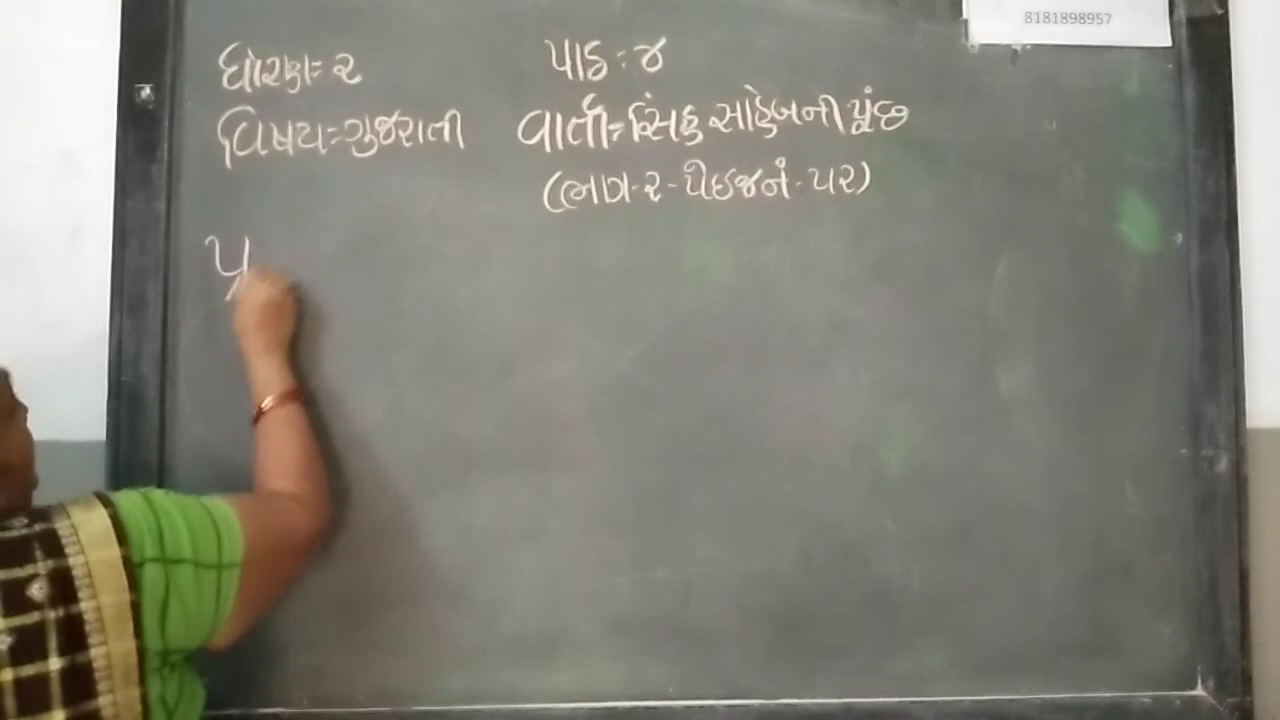 8181898957
ધોરણ:- ૨
પાઠ :- ૪
વિષય:- ગુજરાતી
વાર્તા:- સિંહ સાહેબની પૂંછ
(ભાગ-૨-પેઇજનં-૫૨)
પ્ર